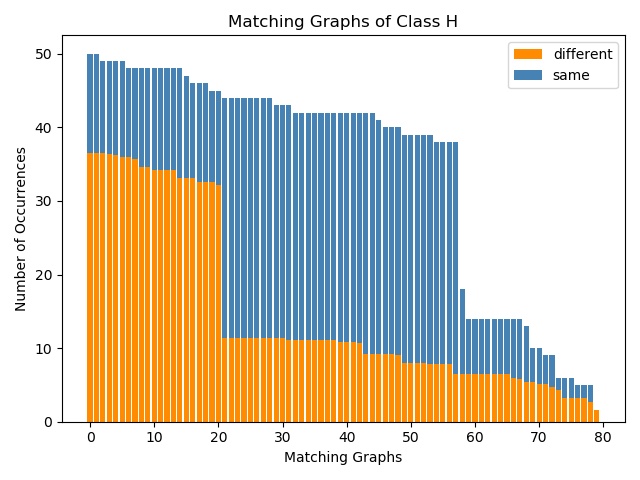 Matching Graphs of Class H
different
same
Number of Occurrences
50
40
30
20
10
0
0 10 20 30 40 50 60 70 80
Matching Graphs